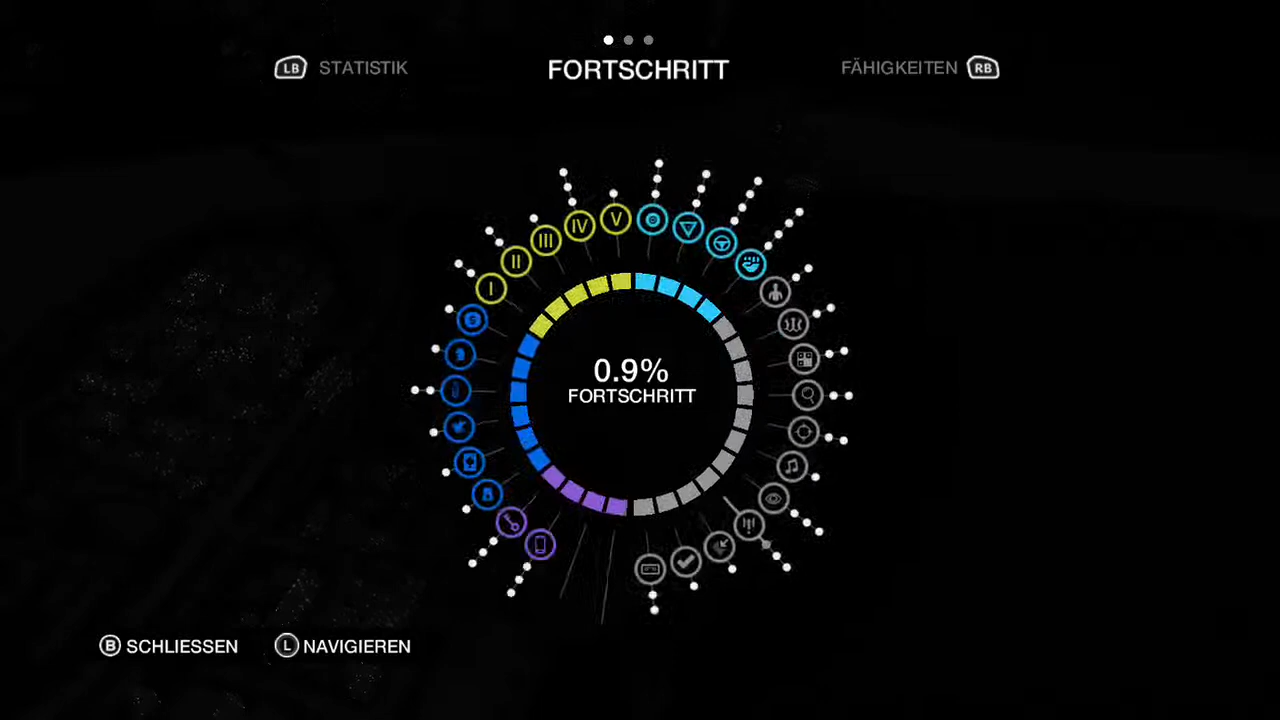 LB STATISTIK
FORTSCHRITT
FÄHIGKEITEN RB
I
II
III
IV
V
0.9%
FORTSCHRITT
B SCHLIESSEN
L NAVIGIEREN